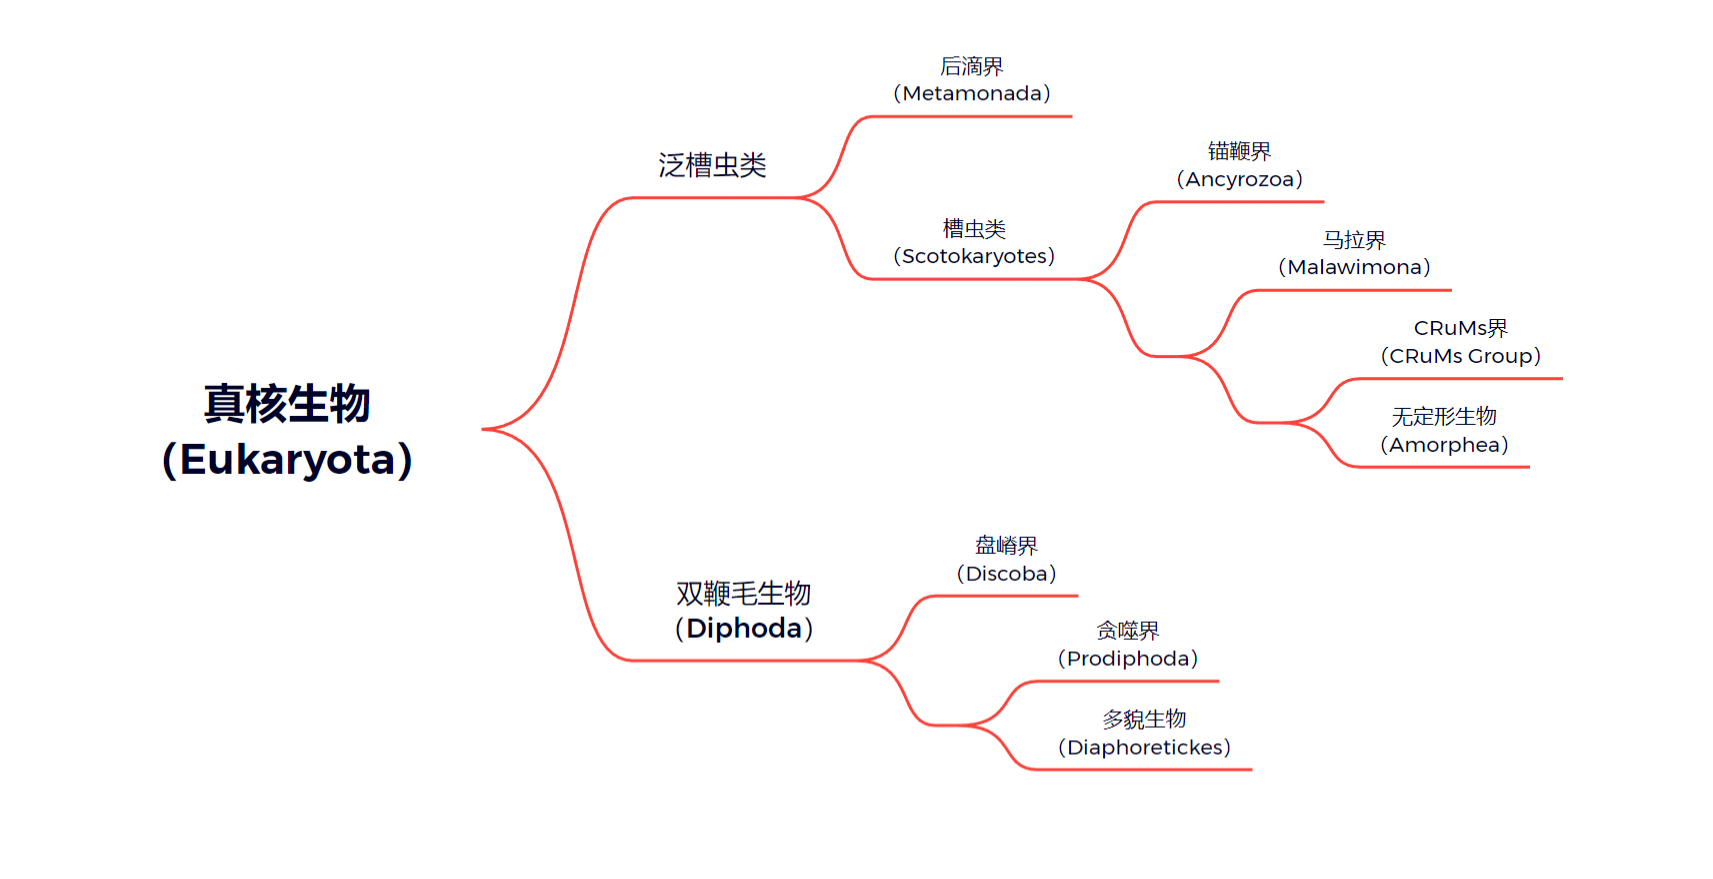 后滴界
（Metamonada）
泛槽虫类
锚鞭界
（Ancyrozoa）
槽虫类
（Scotokaryotes）
马拉界
（Malawimona）
CRuMs界
（CRuMs Group）
无定形生物
（Amorphea）
真核生物
（Eukaryota）
盘嵴界
（Discoba）
双鞭毛生物
（Diphoda）
贪噬界
（Prodiphoda）
多貌生物
（Diaphoretickes）